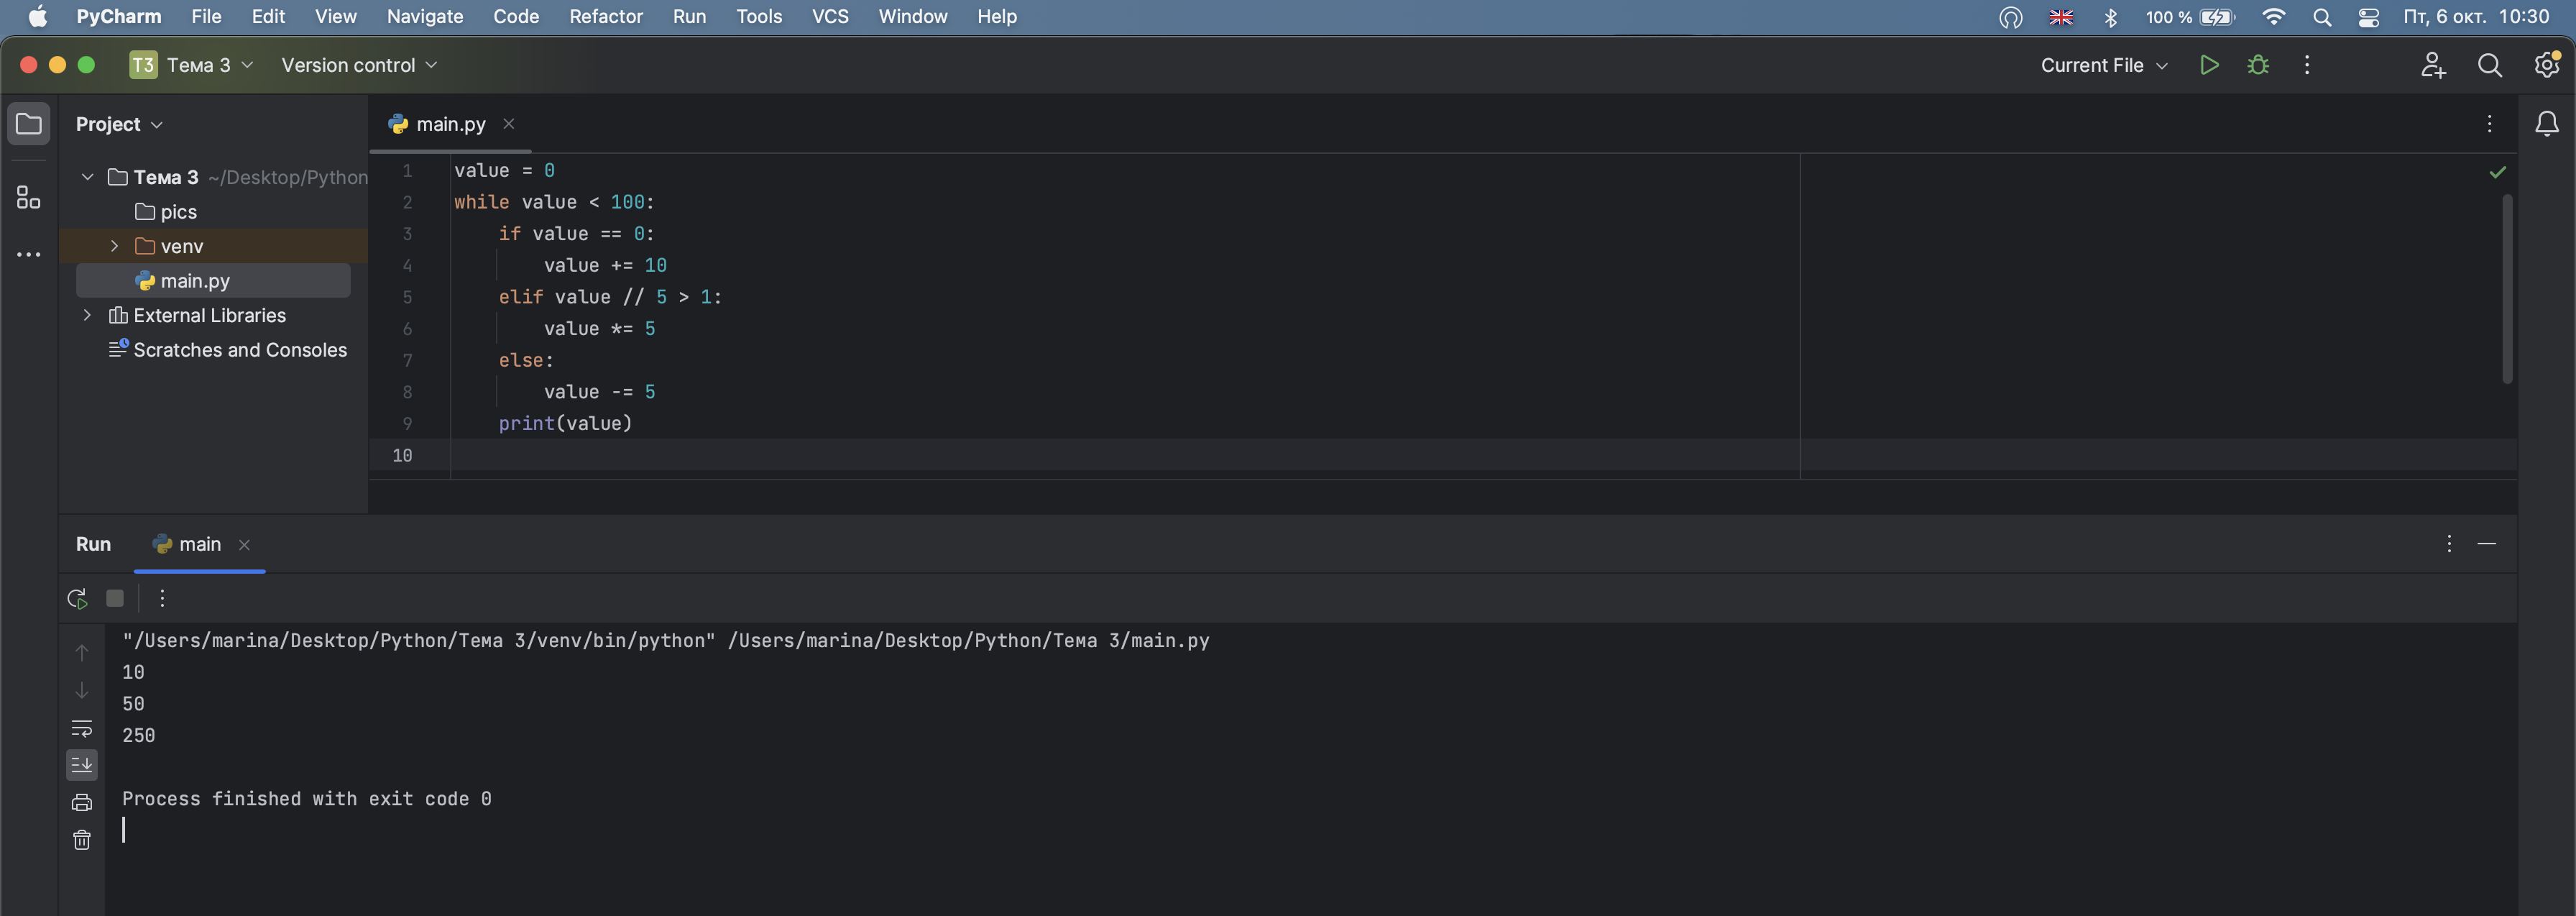 PyCharm File Edit View Navigate Code Refactor Run Tools VCS Window Help 100 % Пт, 6 окт. 10:30
T3 Тема 3 Version control Current File
Project
main.py
Тема 3 ~/Desktop/Python
pics
venv
main.py
External Libraries
Scratches and Consoles
1 value = 0
2 while value < 100:
3 if value == 0:
4 value += 10
5 elif value // 5 > 1:
6 value *= 5
7 else:
8 value -= 5
9 print(value)
10
Run main
"/Users/marina/Desktop/Python/Тема 3/venv/bin/python" /Users/marina/Desktop/Python/Тема 3/main.py
10
50
250
Process finished with exit code 0